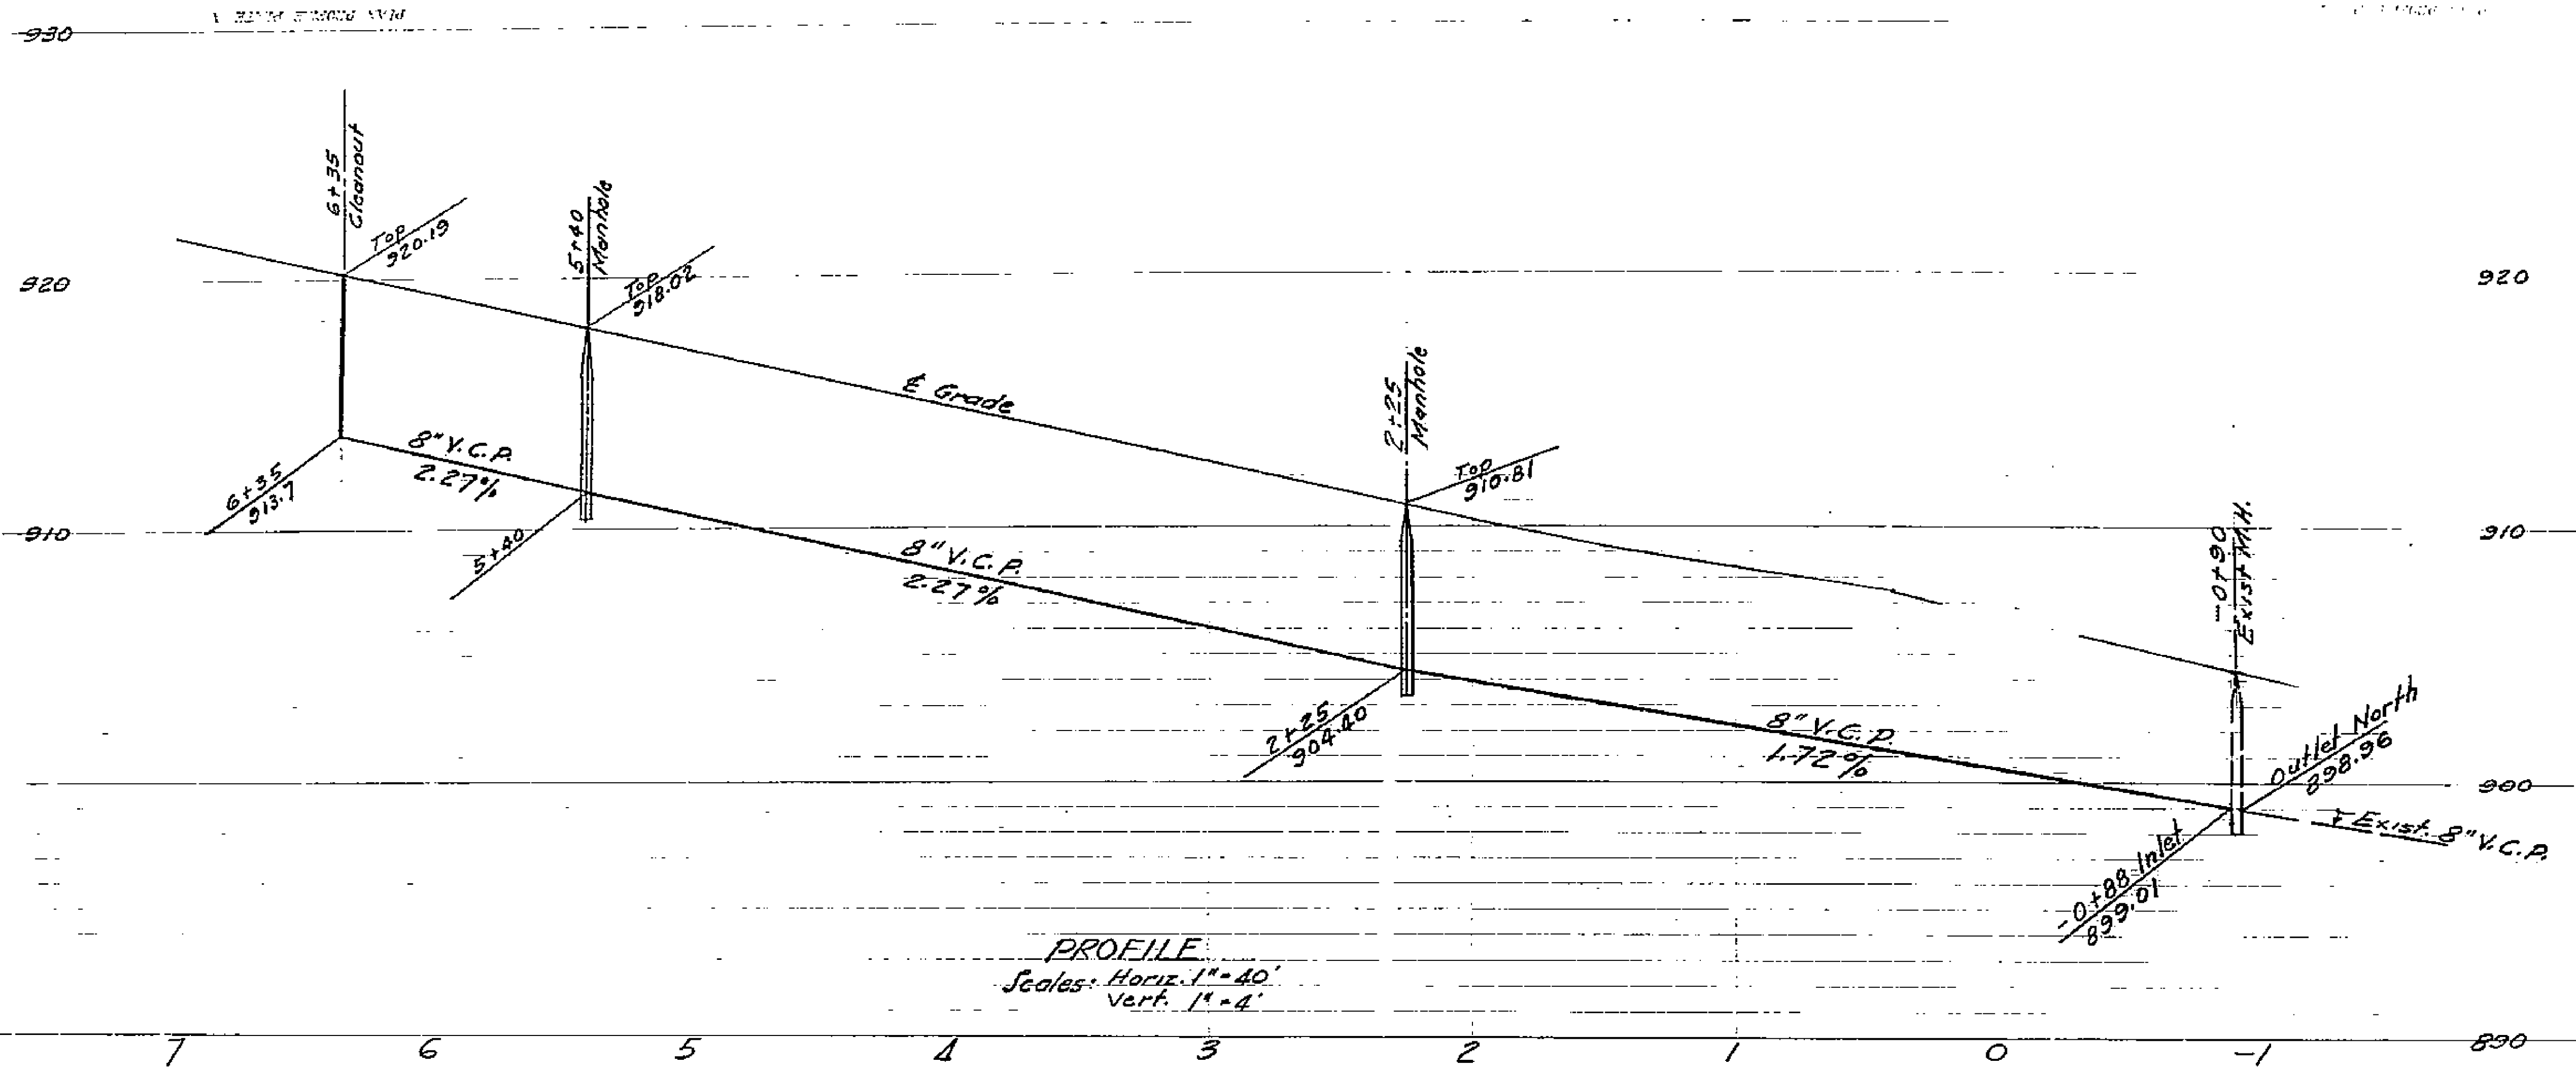 PLAN PROFILE PLATE
930
6+35
Cleanout
Top
920.19
5+40
Manhole
Top
918.02
920
920
℄ Grade
2+25
Manhole
Top
910.81
8" V.C.P.
2.27%
6+35
913.7
910
5+40
8" V.C.P.
2.27%
-0+90
Exist M.H.
910
2+25
904.40
8" V.C.P.
1.72%
Outlet North
898.96
900
Exist. 8" V.C.P.
-0+88 Inlet
899.01
PROFILE
Scales: Horiz. 1"=40'
Vert. 1"=4'
7 6 5 4 3 2 1 0 -1
890